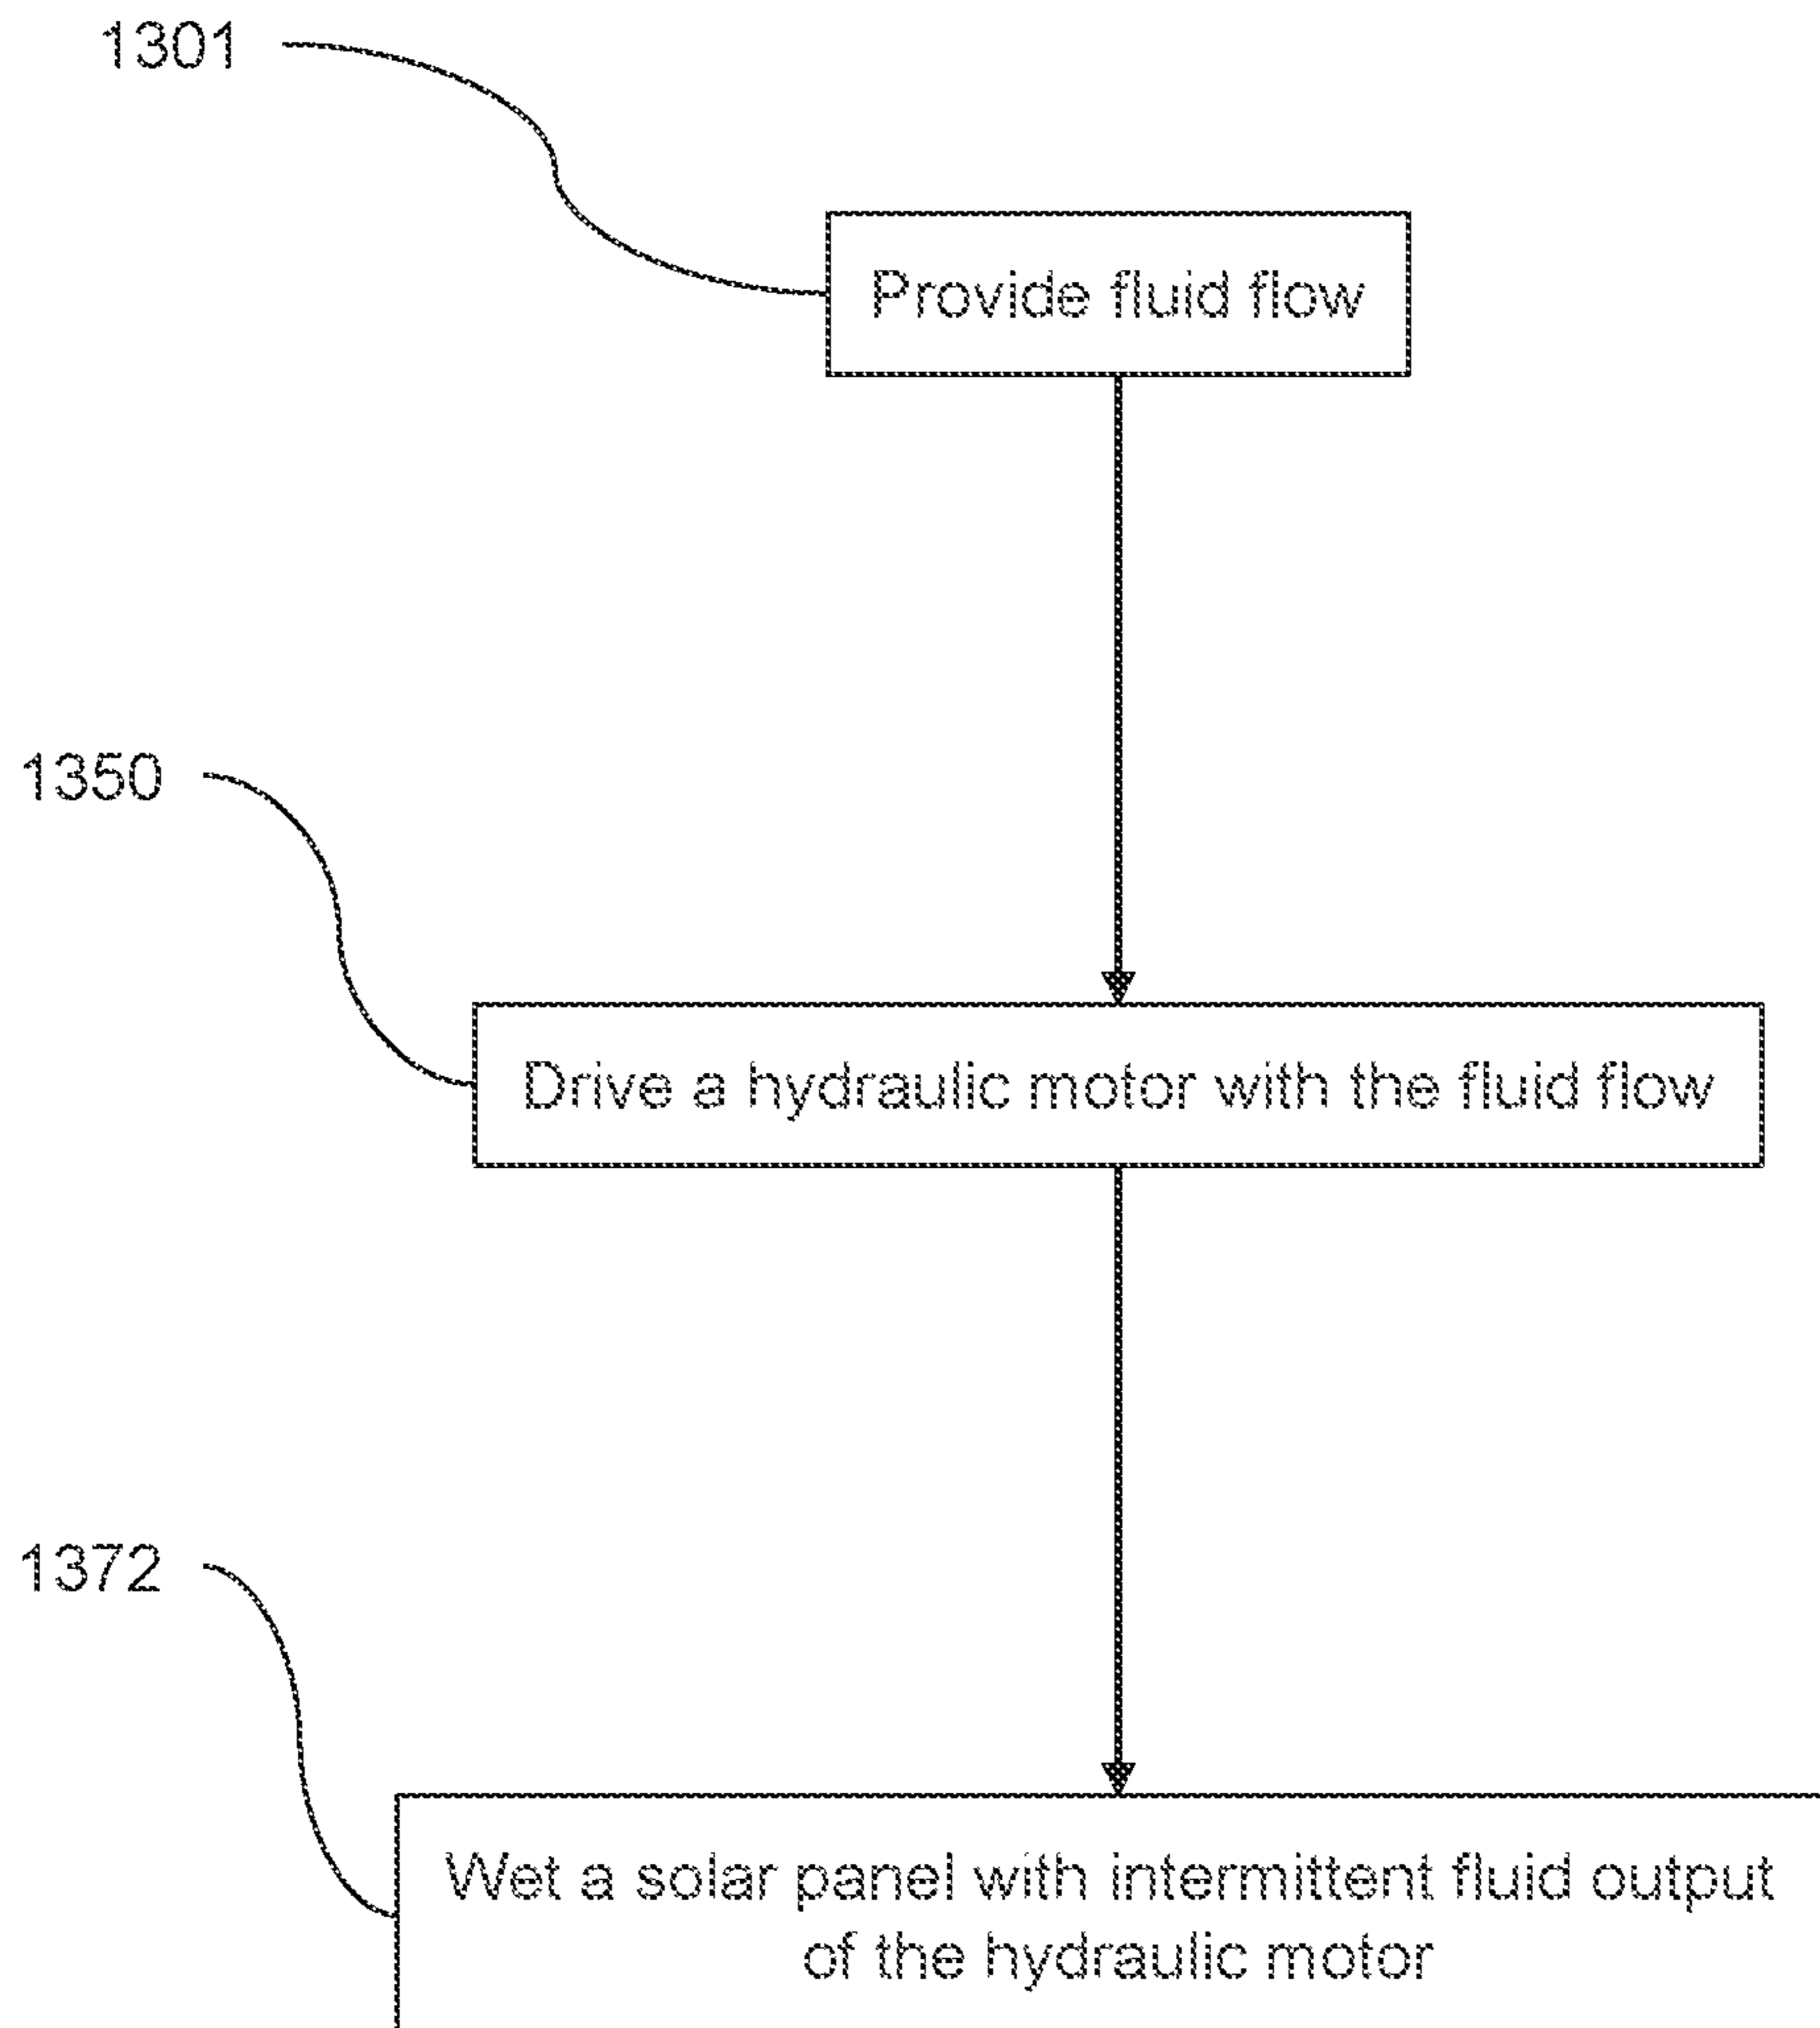 1301
Provide fluid flow
1350
Drive a hydraulic motor with the fluid flow
1372
Wet a solar panel with intermittent fluid output
of the hydraulic motor